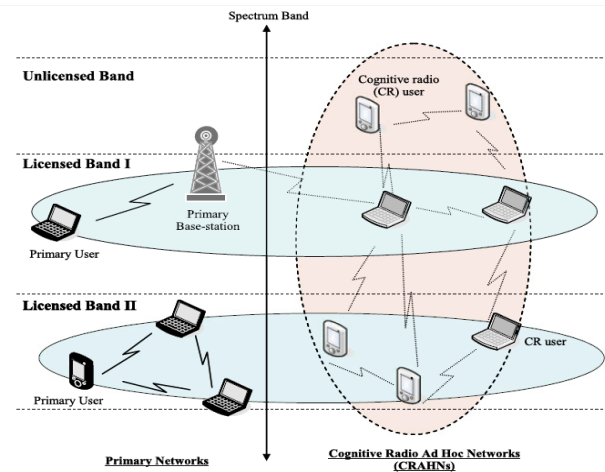 Spectrum Band
Unlicensed Band
Cognitive radio
(CR) user
Licensed Band I
Primary
Base-station
Primary User
Licensed Band II
CR user
Primary User
Primary Networks
Cognitive Radio Ad Hoc Networks
(CRAHNs)